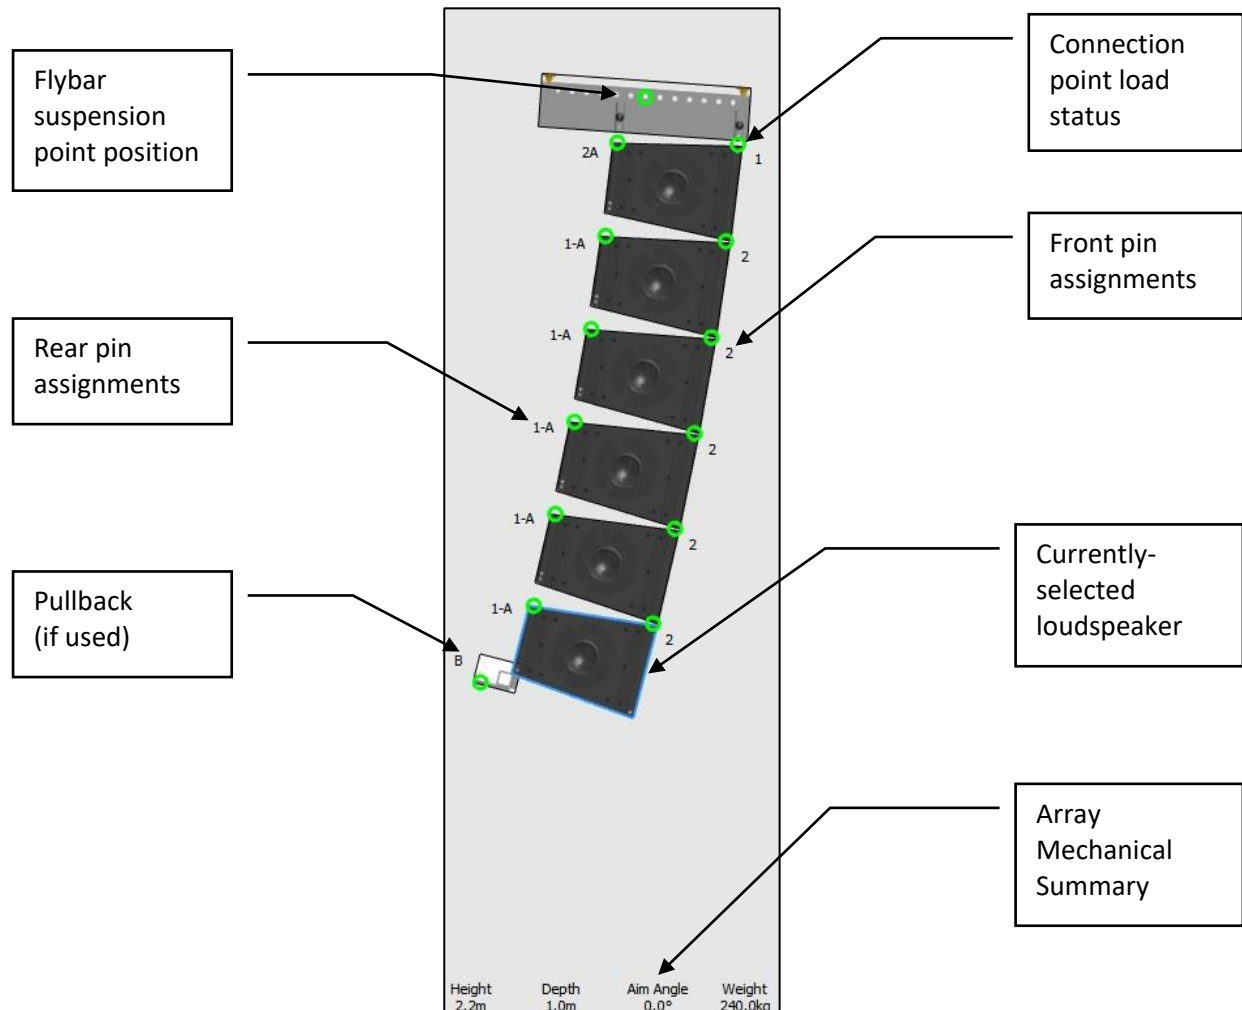 Flybar
suspension
point position
Connection
point load
status
2A
1
1-A
2
Front pin
assignments
Rear pin
assignments
1-A
2
1-A
2
1-A
2
Pullback
(if used)
Currently-
selected
loudspeaker
1-A
2
B
Array
Mechanical
Summary
Height Depth Aim Angle Weight
2.2m 1.0m 0.0° 240.0kg